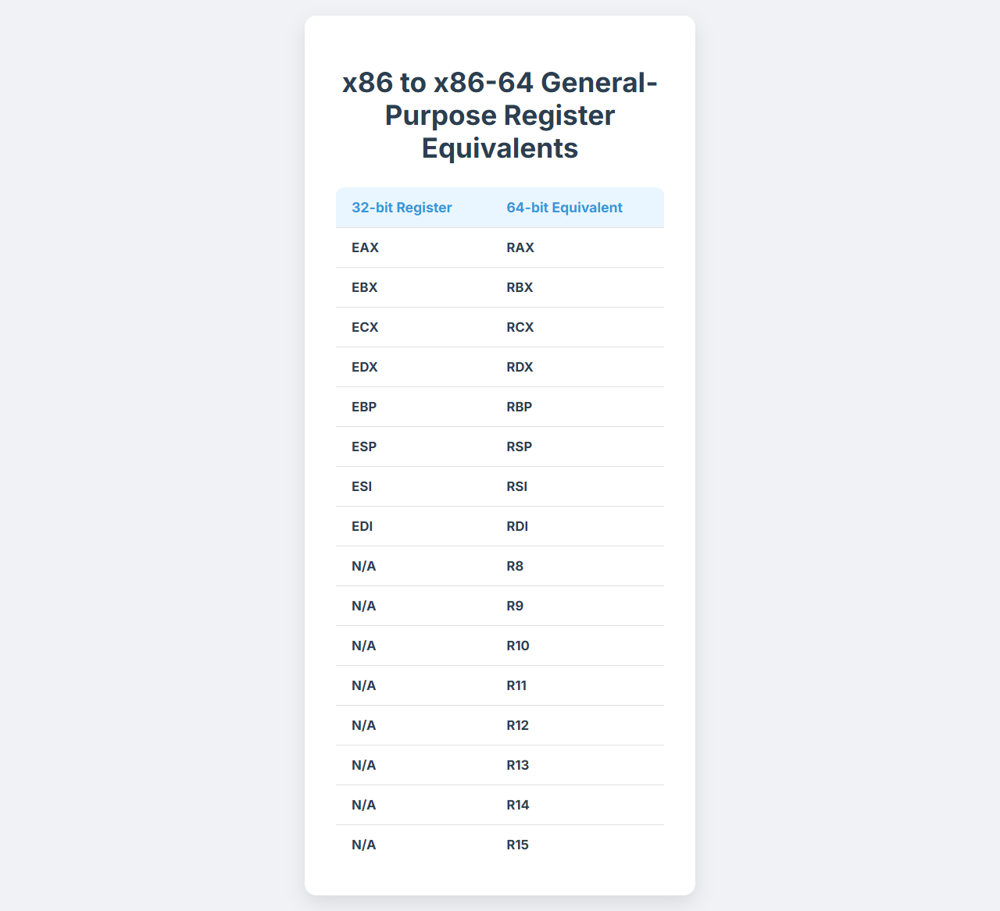 x86 to x86-64 General-
Purpose Register
Equivalents
32-bit Register 64-bit Equivalent
EAX RAX
EBX RBX
ECX RCX
EDX RDX
EBP RBP
ESP RSP
ESI RSI
EDI RDI
N/A R8
N/A R9
N/A R10
N/A R11
N/A R12
N/A R13
N/A R14
N/A R15